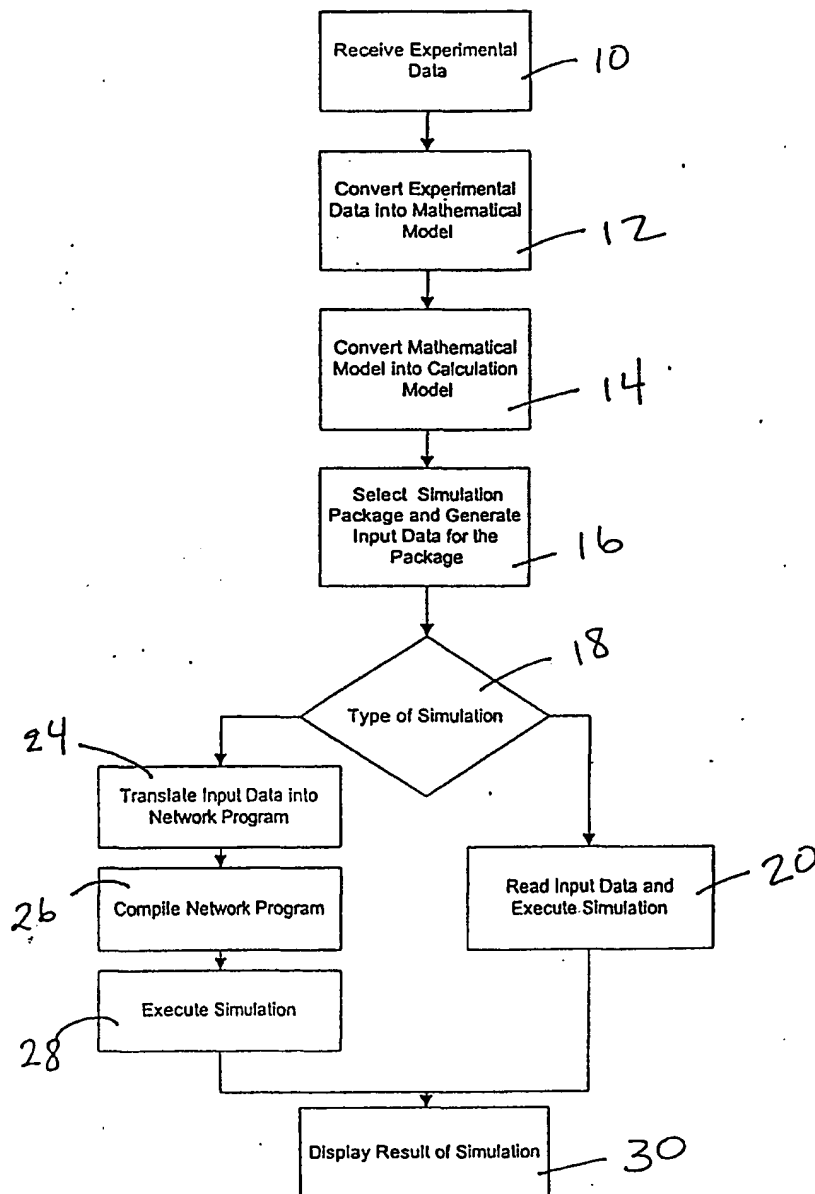 Receive Experimental
Data
10
Convert Experimental
Data into Mathematical
Model
12
Convert Mathematical
Model into Calculation
Model
14
Select Simulation
Package and Generate
Input Data for the
Package
16
Type of Simulation
18
24
Translate Input Data into
Network Program
26
Compile Network Program
28
Execute Simulation
Read Input Data and
Execute Simulation
20
Display Result of Simulation
30